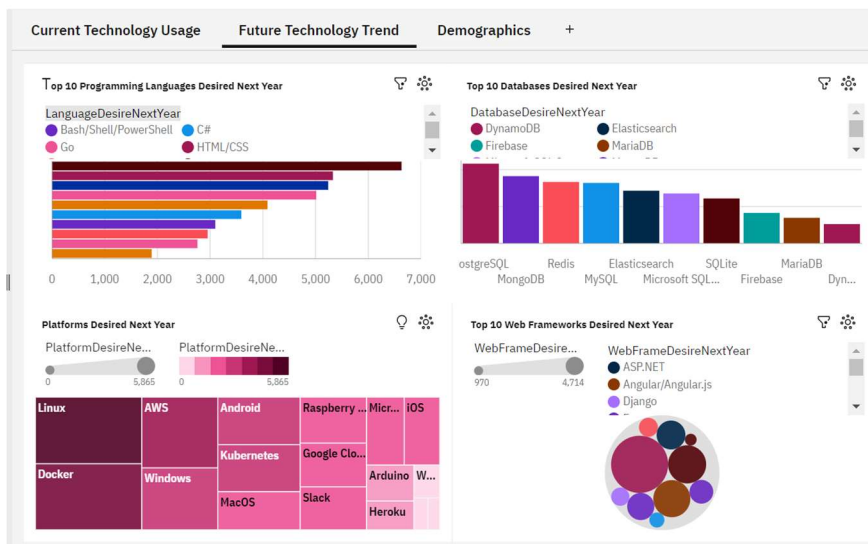 Current Technology Usage Future Technology Trend Demographics +
Top 10 Programming Languages Desired Next Year
LanguageDesireNextYear
Bash/Shell/PowerShell C#
Go HTML/CSS
0 1,000 2,000 3,000 4,000 5,000 6,000 7,000
Top 10 Databases Desired Next Year
DatabaseDesireNextYear
DynamoDB Elasticsearch
Firebase MariaDB
ostgreSQL Redis Elasticsearch SQLite MariaDB
MongoDB MySQL Microsoft SQL... Firebase Dyn...
Platforms Desired Next Year
PlatformDesireNe... PlatformDesireNe...
0 5,865 0 5,865
Linux AWS Android Raspberry ... Micr... iOS
Kubernetes Google Clo...
Docker Windows Arduino W...
MacOS Slack Heroku
Top 10 Web Frameworks Desired Next Year
WebFrameDesire... WebFrameDesireNextYear
970 4,714
ASP.NET
Angular/Angular.js
Django